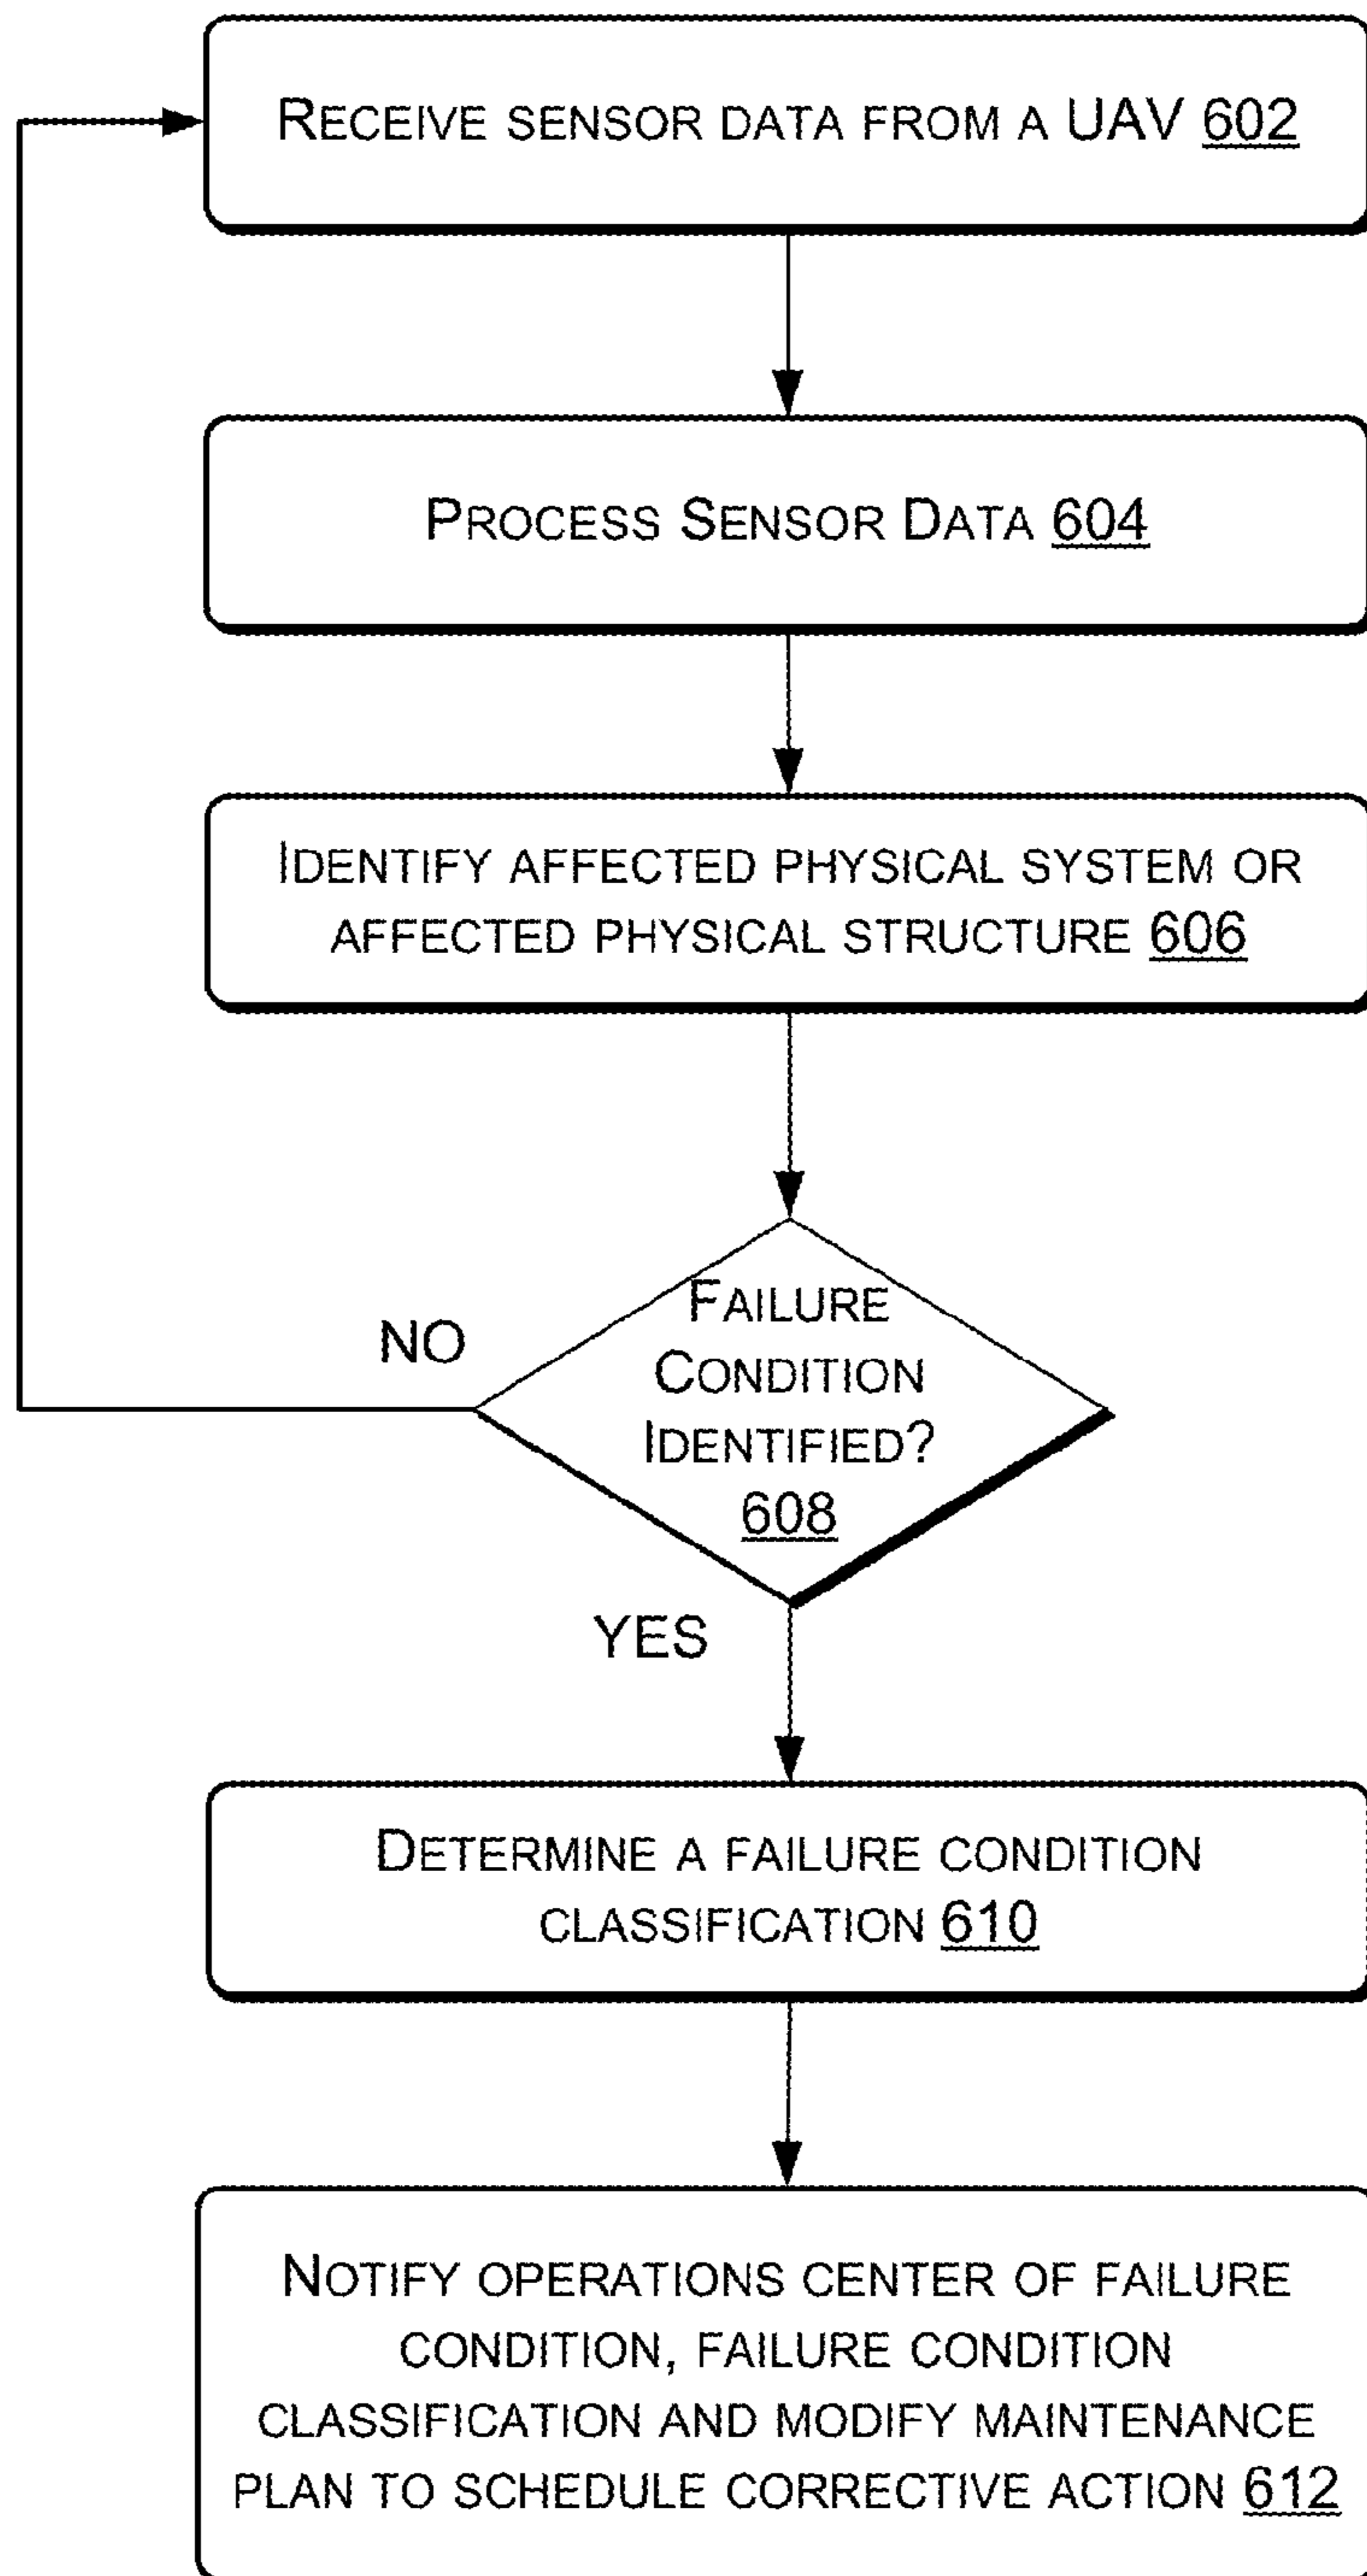 RECEIVE SENSOR DATA FROM A UAV 602
PROCESS SENSOR DATA 604
IDENTIFY AFFECTED PHYSICAL SYSTEM OR
AFFECTED PHYSICAL STRUCTURE 606
FAILURE
CONDITION
IDENTIFIED?
608
NO
YES
DETERMINE A FAILURE CONDITION
CLASSIFICATION 610
NOTIFY OPERATIONS CENTER OF FAILURE
CONDITION, FAILURE CONDITION
CLASSIFICATION AND MODIFY MAINTENANCE
PLAN TO SCHEDULE CORRECTIVE ACTION 612